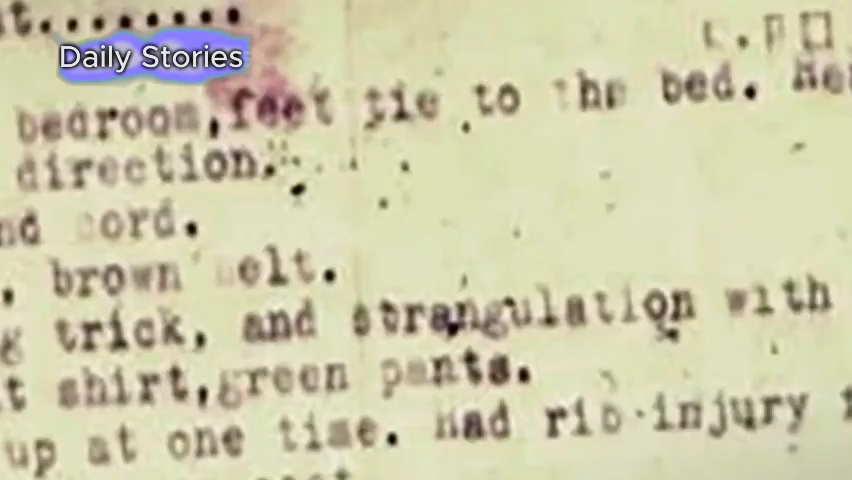 Daily Stories
bedroom, feet tie to the bed.
direction.
cord.
, brown belt.
trick, and strangulation with
shirt, green pants.
up at one time. Had rib injury